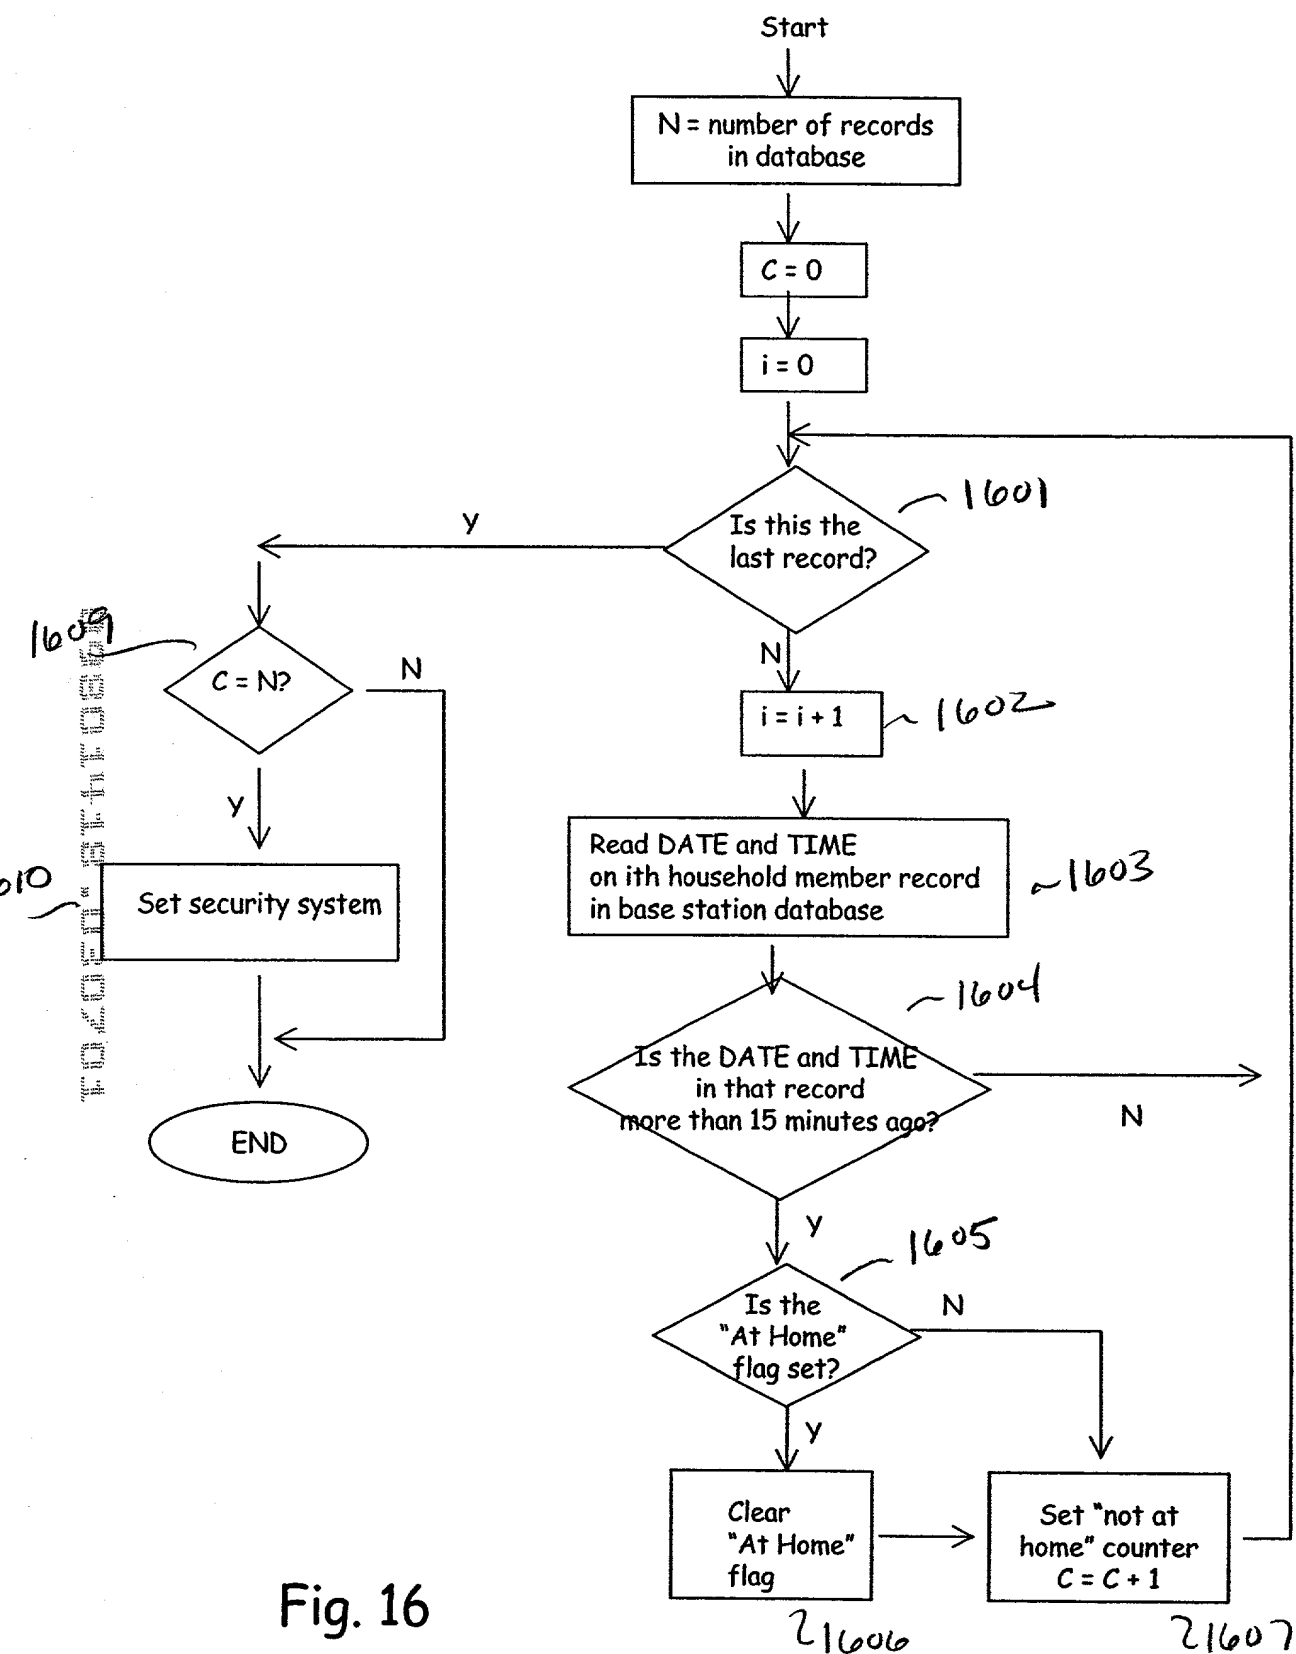 Start
N = number of records
in database
C = 0
i = 0
1601
Is this the
last record?
Y
N
1609
C = N?
N
Y
i = i + 1
1602
Read DATE and TIME
on ith household member record
in base station database
1603
Set security system
010
1604
Is the DATE and TIME
in that record
more than 15 minutes ago?
N
Y
END
1605
Is the
"At Home"
flag set?
N
Y
Clear
"At Home"
flag
Set "not at
home" counter
C = C + 1
1606
1607
Fig. 16